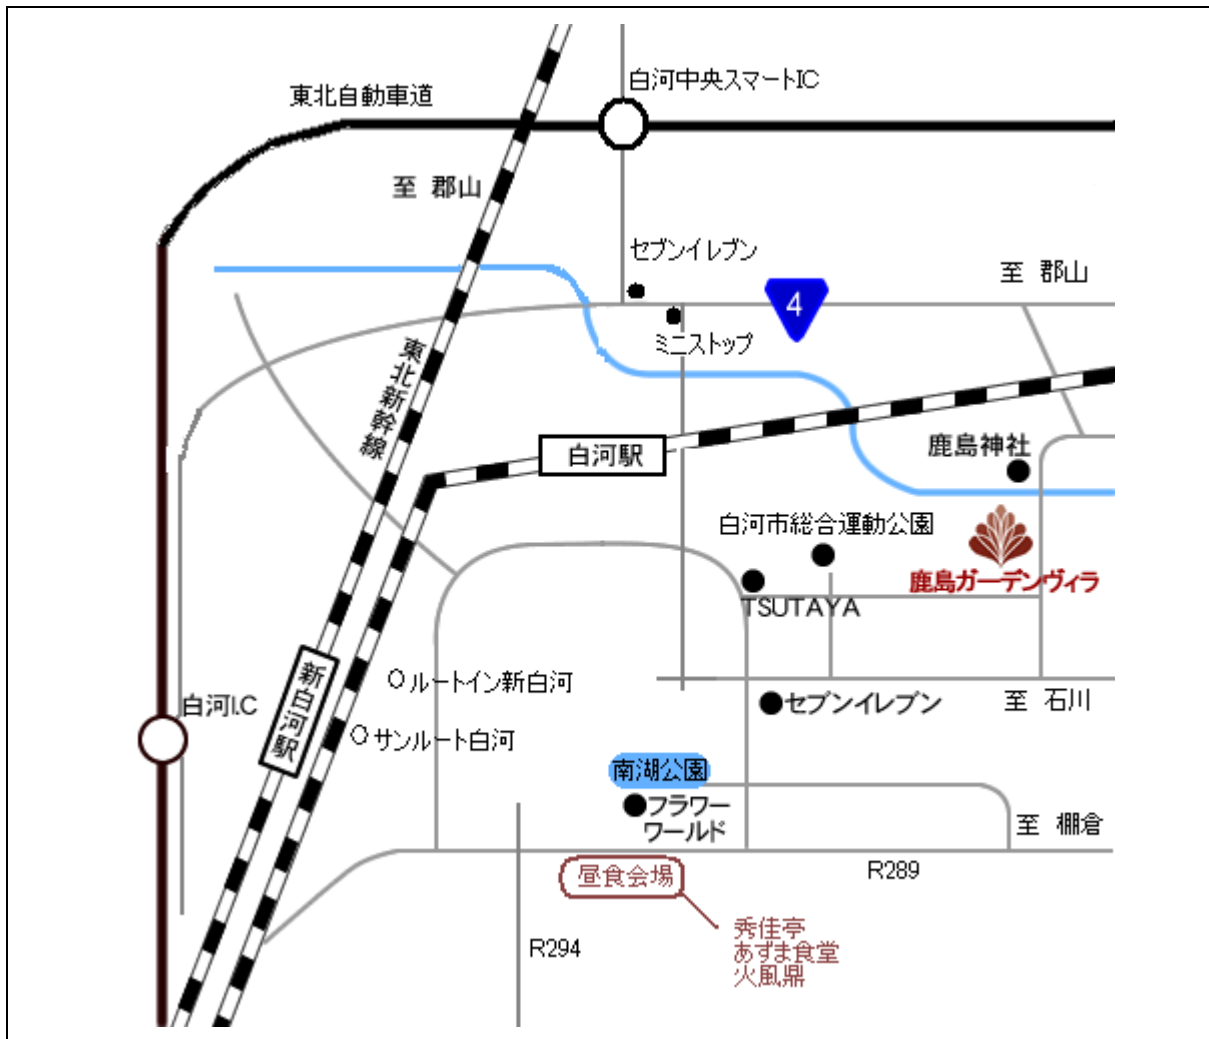 白河中央スマートIC
東北自動車道
至 郡山
セブンイレブン
至 郡山
4
ミニストップ
東北新幹線
白河駅
鹿島神社
白河市総合運動公園
鹿島ガーデンヴィラ
TSUTAYA
新白河駅
ルートイン新白河
白河I.C
セブンイレブン
至 石川
サンルート白河
南湖公園
フラワー
ワールド
至 棚倉
昼食会場
R289
秀佳亭
あずま食堂
火風鼎
R294